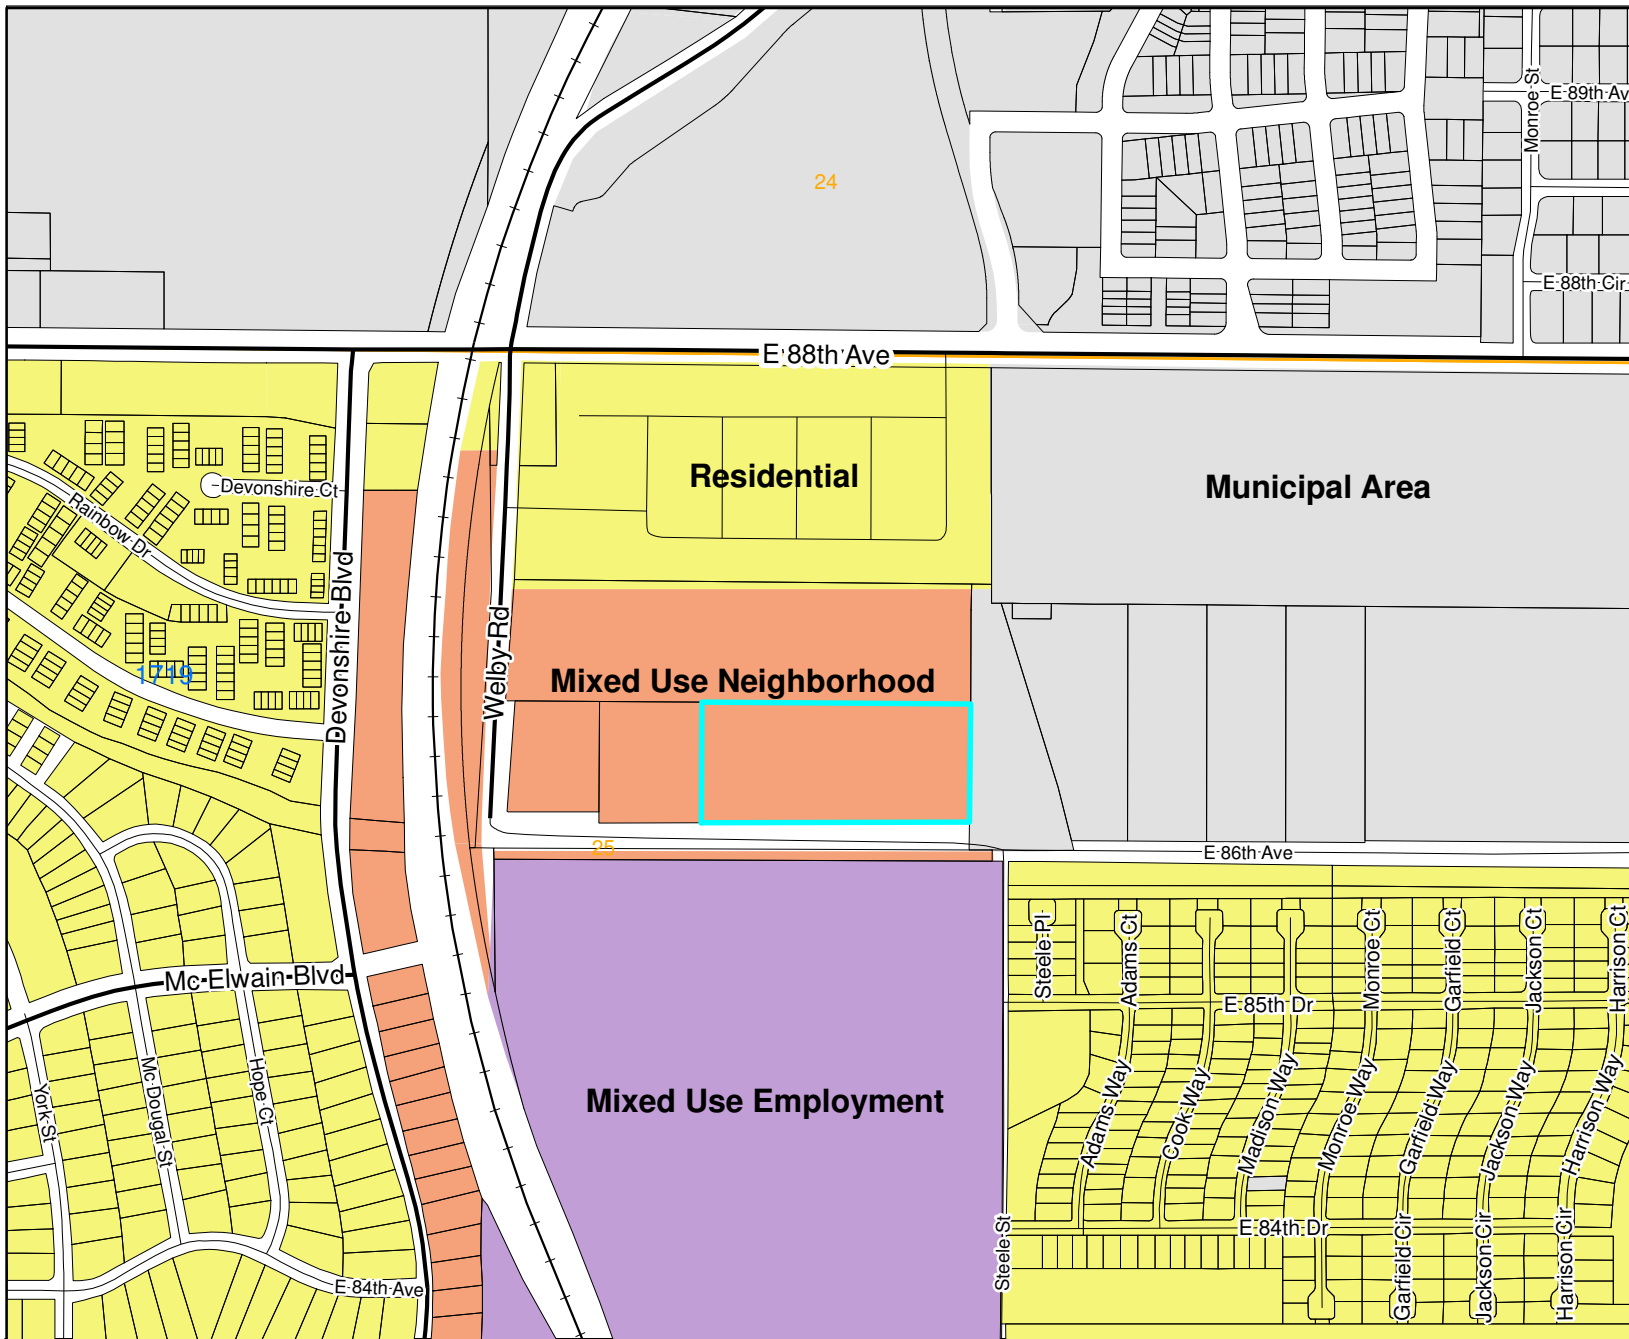 Monroe St
E 89th Av
24
E 88th Cir
E 88th Ave
Residential
Municipal Area
Devonshire Ct
Rainbow Dr
Devonshire Blvd
Welby Rd
1719
Mixed Use Neighborhood
25
E 86th Ave
Steele Pl
Adams Ct
Monroe Ct
Garfield Ct
Jackson Ct
Harrison Ct
Mc Elwain Blvd
E 85th Dr
York St
Mc Dougal St
Hope Ct
Mixed Use Employment
Adams Way
Cook Way
Madison Way
Monroe Way
Garfield Way
Jackson Way
Harrison Way
E 84th Dr
Steele St
Garfield Cir
Jackson Cir
Harrison Cir
E 84th Ave